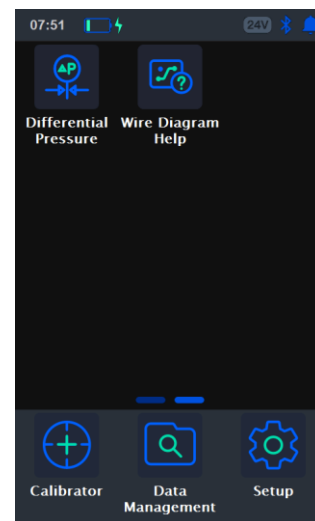 07:51 24V
ΔP
Differential Wire Diagram
Pressure Help
?
Calibrator Data Setup
Management